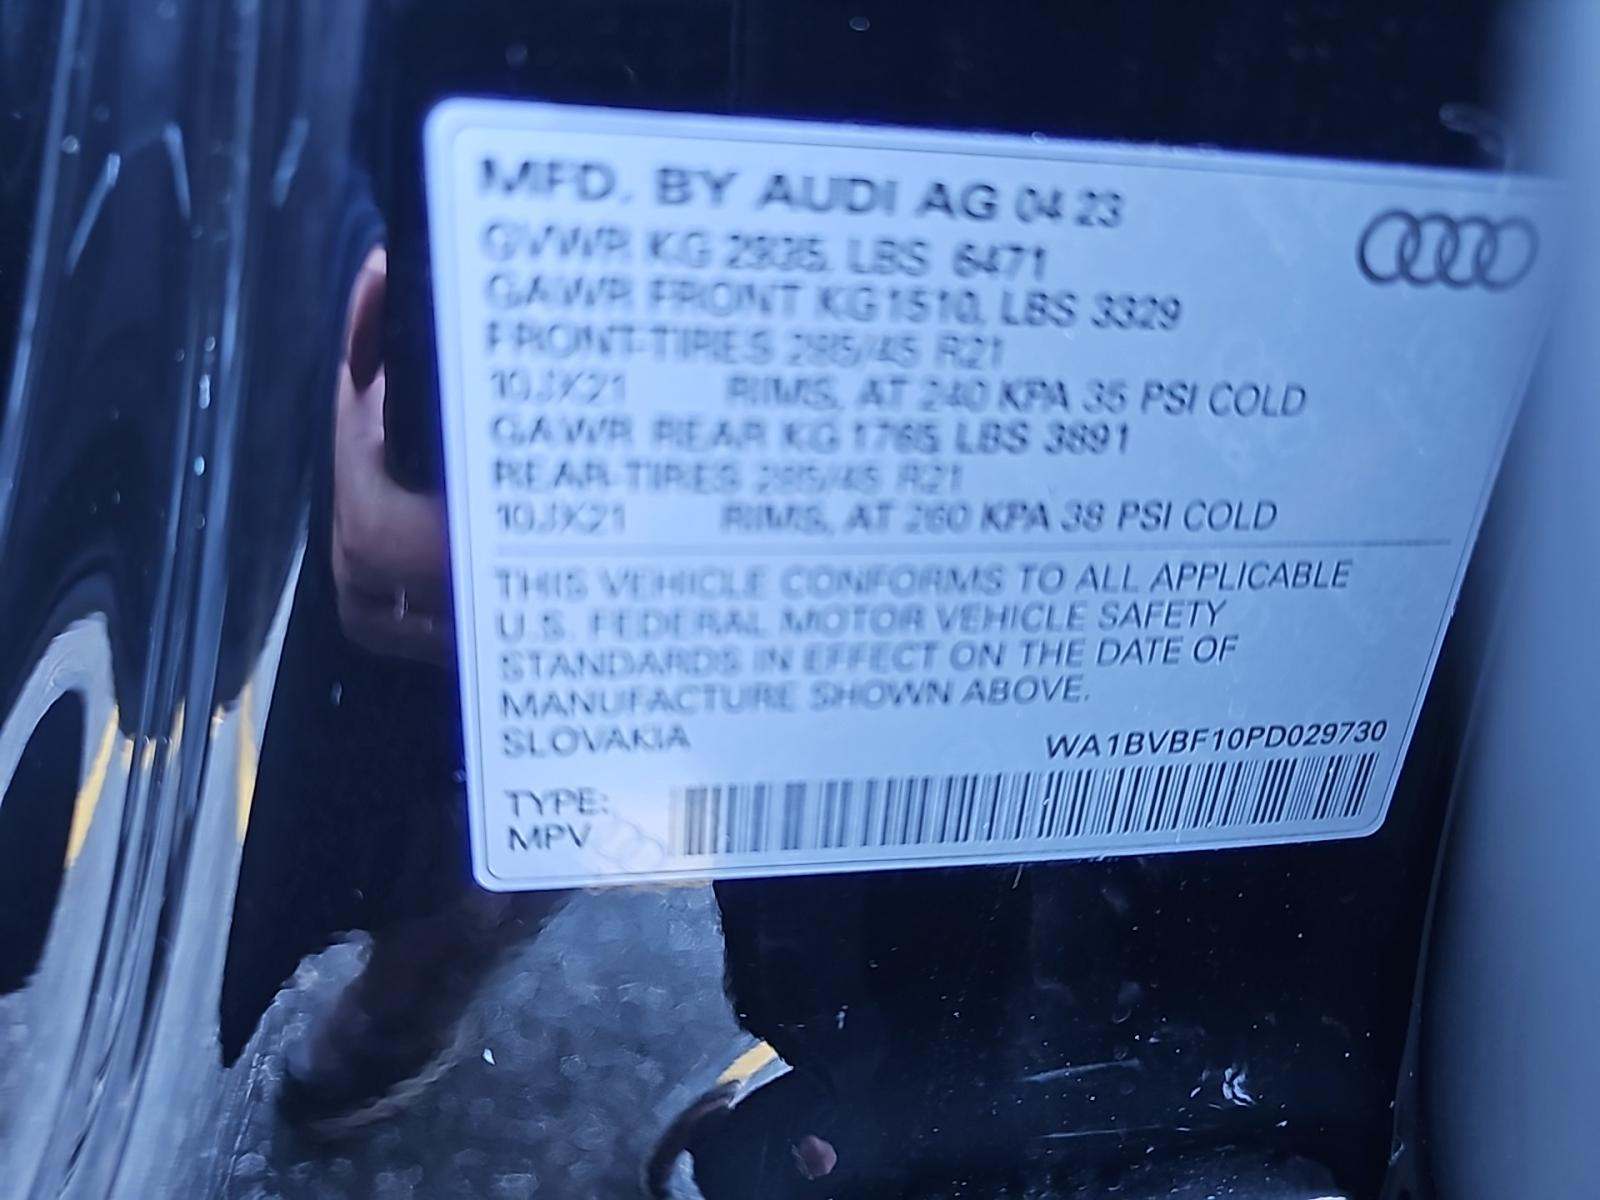 MFD. BY AUDI AG 04 23
GVWR KG 2935, LBS 6471
GAWR FRONT KG 1510, LBS 3329
FRONT-TIRES 285/45 R21
10JX21 RIMS, AT 240 KPA 35 PSI COLD
GAWR REAR KG 1765, LBS 3891
REAR-TIRES 285/45 R21
10JX21 RIMS, AT 260 KPA 38 PSI COLD
THIS VEHICLE CONFORMS TO ALL APPLICABLE
U.S. FEDERAL MOTOR VEHICLE SAFETY
STANDARDS IN EFFECT ON THE DATE OF
MANUFACTURE SHOWN ABOVE.
SLOVAKIA WA1BVBF10PD029730
TYPE:
MPV